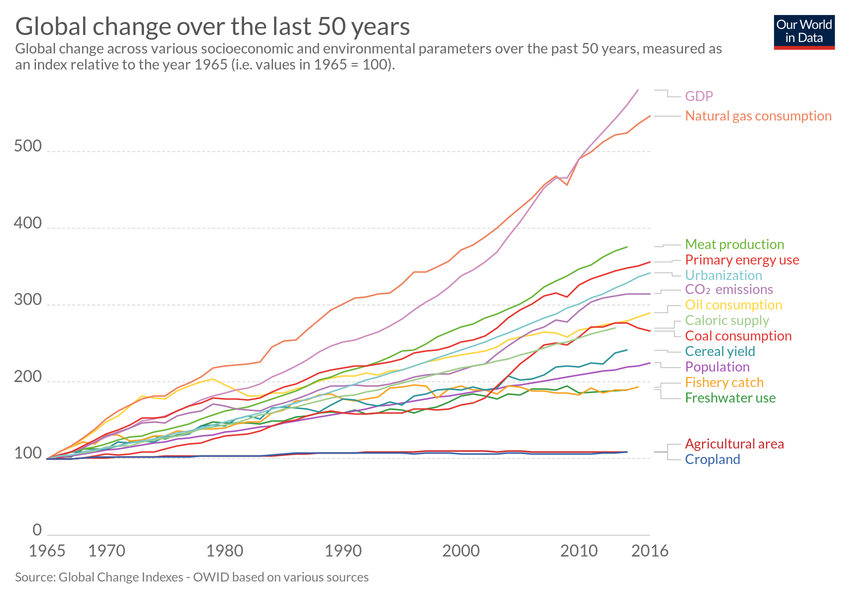 Global change over the last 50 years
Our World
in Data
Global change across various socioeconomic and environmental parameters over the past 50 years, measured as
an index relative to the year 1965 (i.e. values in 1965 = 100).
GDP
Natural gas consumption
500
400
Meat production
Primary energy use
Urbanization
CO₂ emissions
300
Oil consumption
Caloric supply
Coal consumption
Cereal yield
Population
200
Fishery catch
Freshwater use
Agricultural area
100
Cropland
0
1965 1970 1980 1990 2000 2010 2016
Source: Global Change Indexes - OWID based on various sources